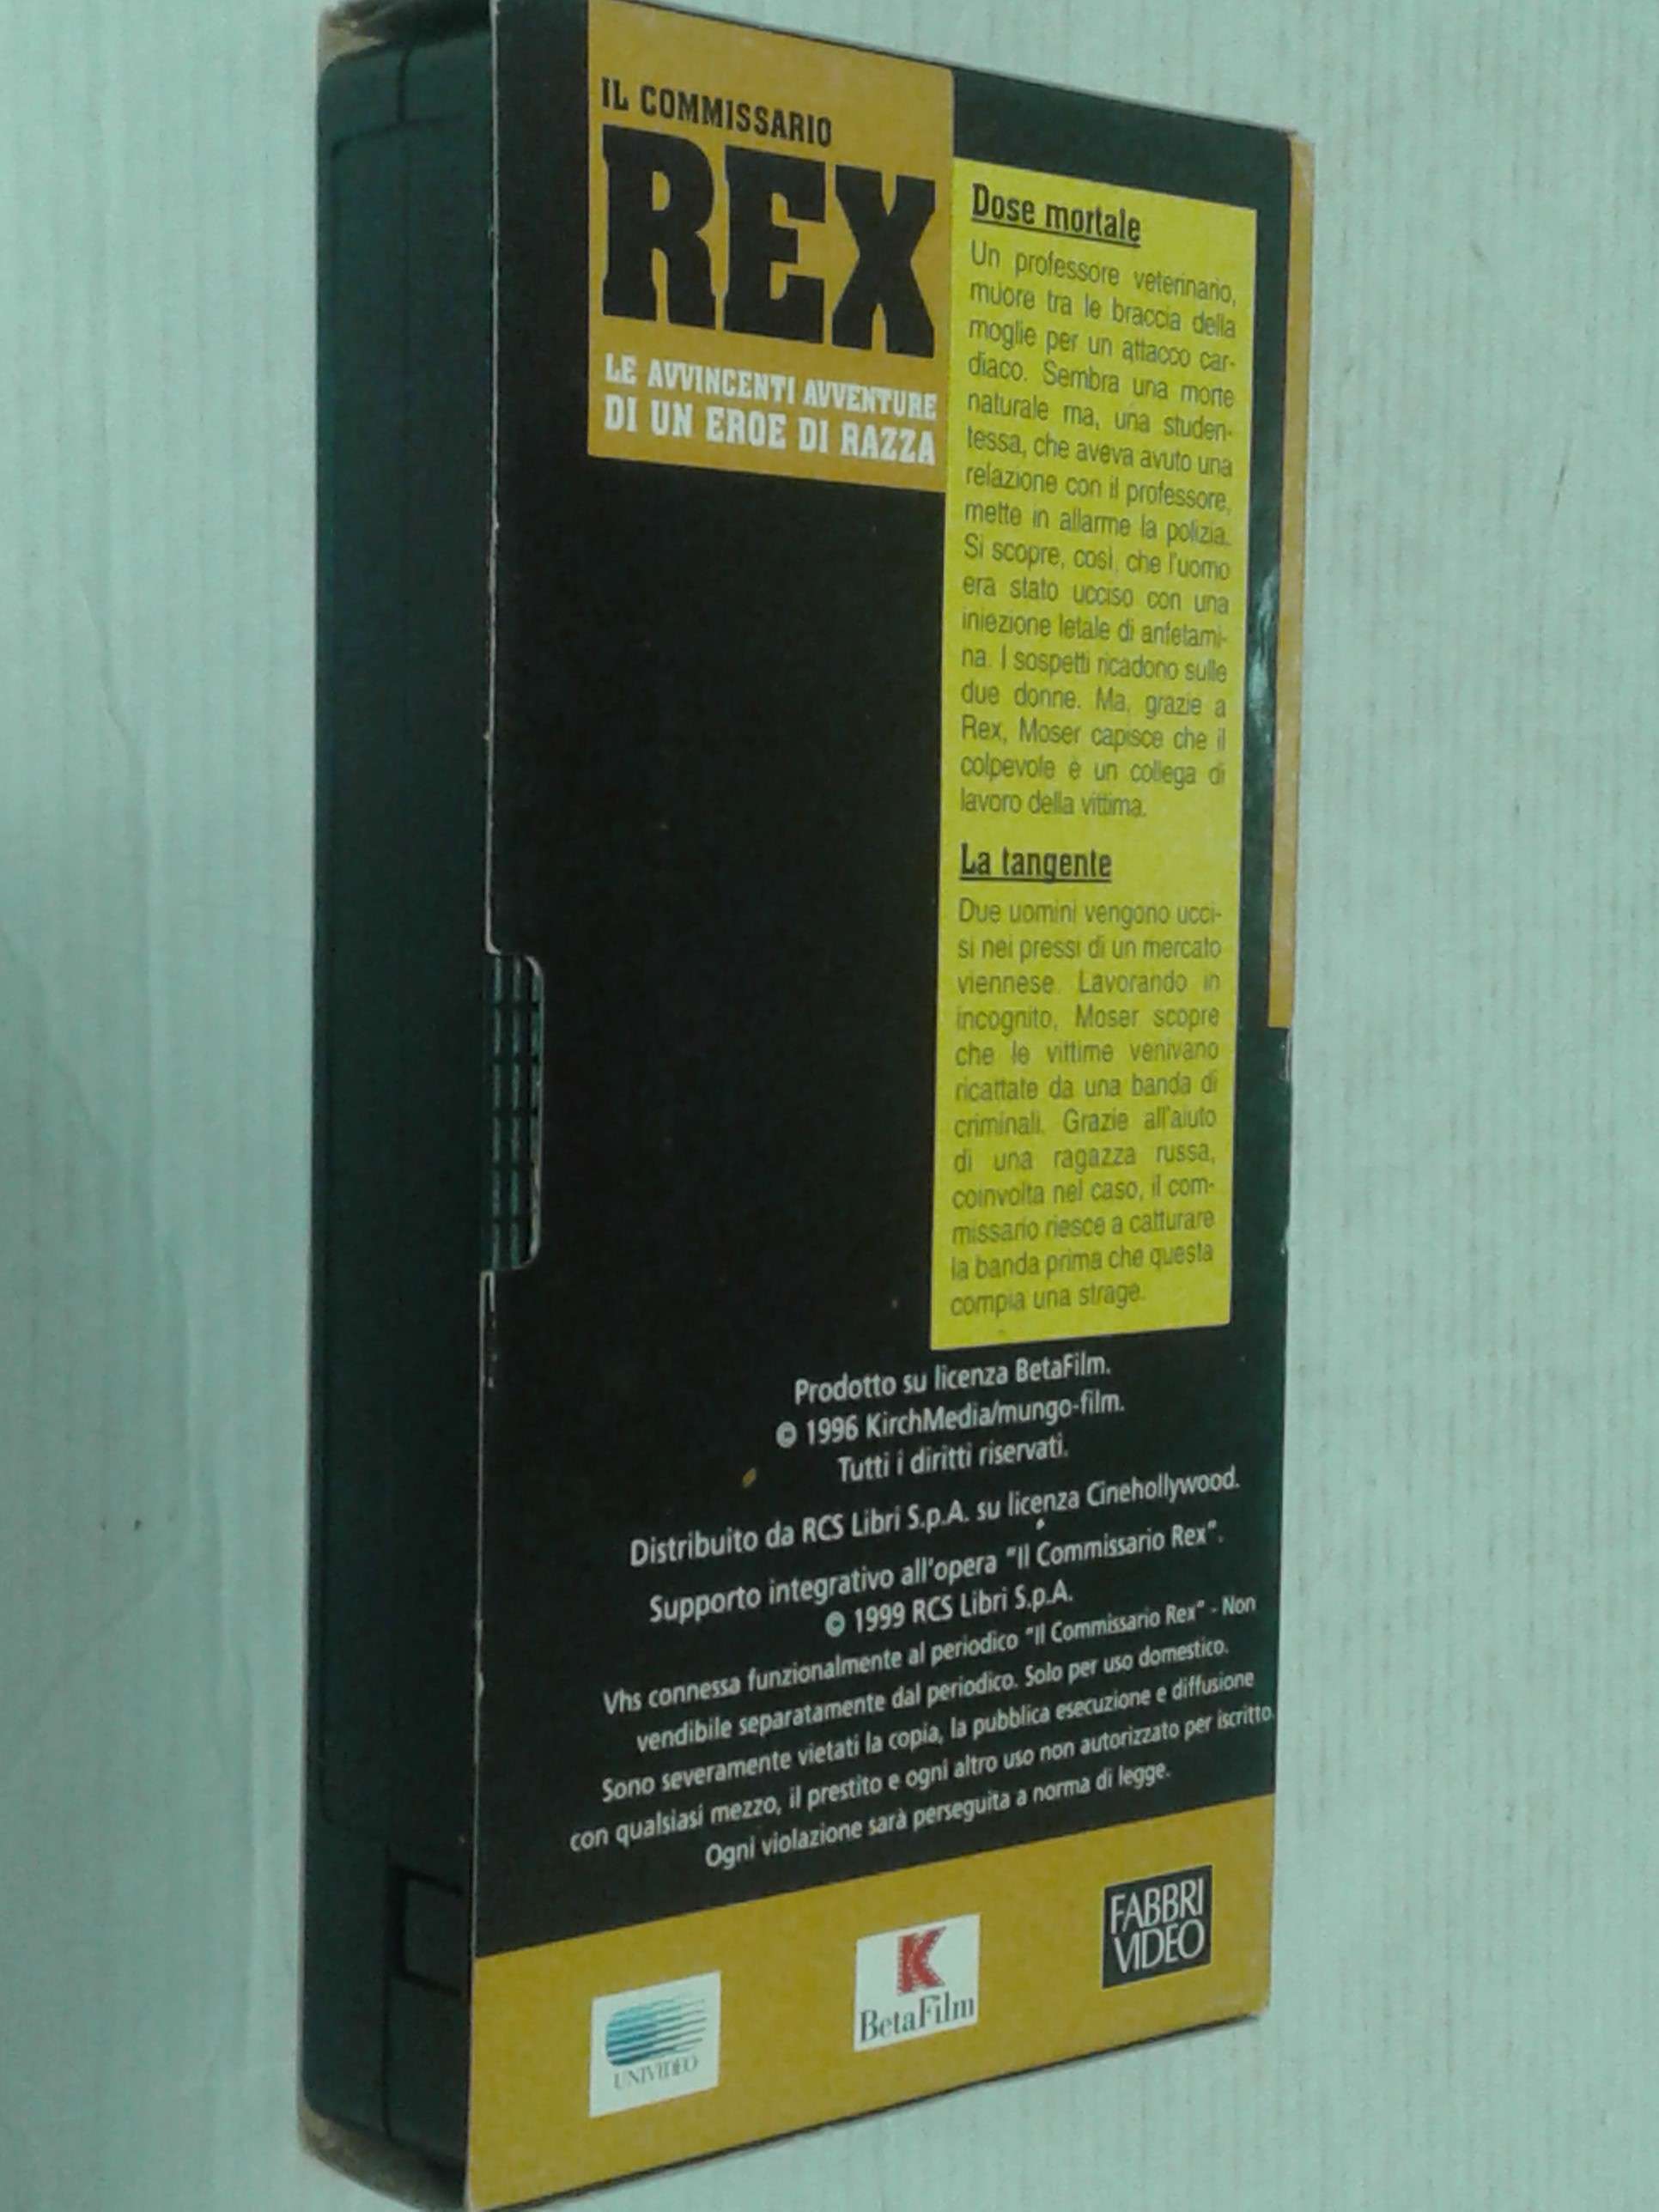 IL COMMISSARIO
REX
LE AVVINCENTI AVVENTURE
DI UN EROE DI RAZZA
Dose mortale
Un professore veterinario,
muore tra le braccia della
moglie per un attacco car-
diaco. Sembra una morte
naturale ma, una studen-
tessa, che aveva avuto una
relazione con il professore,
mette in allarme la polizia.
Si scopre, così, che l'uomo
era stato ucciso con una
iniezione letale di anfetami-
na. I sospetti ricadono sulle
due donne. Ma, grazie a
Rex, Moser capisce che il
colpevole è un collega di
lavoro della vittima.
La tangente
Due uomini vengono ucci-
si nei pressi di un mercato
viennese. Lavorando in
incognito, Moser scopre
che le vittime venivano
ricattate da una banda di
criminali. Grazie all'aiuto
di una ragazza russa,
coinvolta nel caso, il com-
missario riesce a catturare
la banda prima che questa
compia una strage.
Prodotto su licenza BetaFilm.
© 1996 KirchMedia/mungo-film.
Tutti i diritti riservati.
Distribuito da RCS Libri S.p.A. su licenza Cinehollywood.
Supporto integrativo all'opera "Il Commissario Rex".
© 1999 RCS Libri S.p.A.
Vhs connessa funzionalmente al periodico "Il Commissario Rex" - Non
vendibile separatamente dal periodico. Solo per uso domestico.
Sono severamente vietati la copia, la pubblica esecuzione e diffusione
con qualsiasi mezzo, il prestito e ogni altro uso non autorizzato per iscritto.
Ogni violazione sarà perseguita a norma di legge.
UNIVIDEO
K
BetaFilm
FABBRI
VIDEO